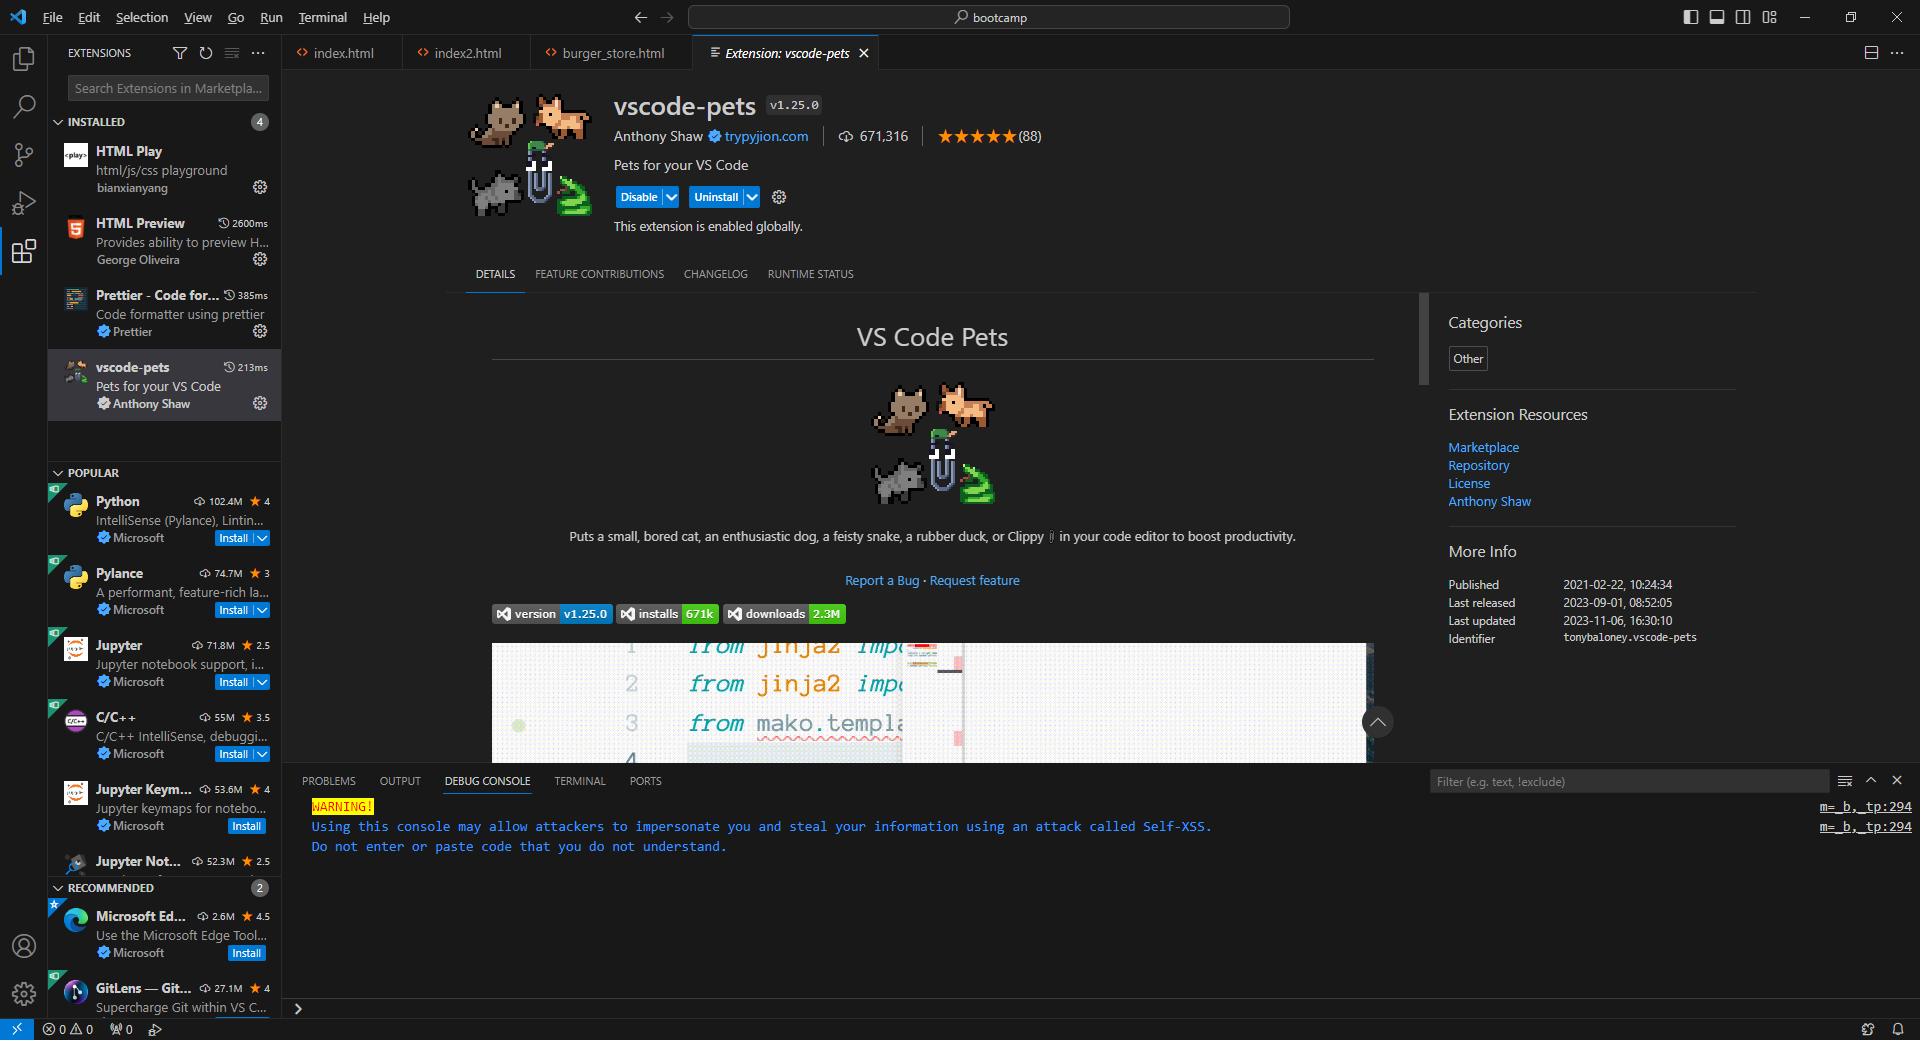 File Edit Selection View Go Run Terminal Help
bootcamp
EXTENSIONS
index.html
index2.html
burger_store.html
Extension: vscode-pets
Search Extensions in Marketpla...
INSTALLED 4
<play>
HTML Play
html/js/css playground
bianxianyang
HTML Preview 2600ms
Provides ability to preview H...
George Oliveira
Prettier - Code for... 385ms
Code formatter using prettier
Prettier
vscode-pets 213ms
Pets for your VS Code
Anthony Shaw
POPULAR
Python 102.4M 4
IntelliSense (Pylance), Lintin...
Microsoft Install
Pylance 74.7M 3
A performant, feature-rich la...
Microsoft Install
Jupyter 71.8M 2.5
Jupyter notebook support, i...
Microsoft Install
C/C++ 55M 3.5
C/C++ IntelliSense, debuggi...
Microsoft Install
Jupyter Keym... 53.6M 4
Jupyter keymaps for notebo...
Microsoft Install
Jupyter Not... 52.3M 2.5
RECOMMENDED 2
Microsoft Ed... 2.6M 4.5
Use the Microsoft Edge Tool...
Microsoft Install
GitLens — Git... 27.1M 4
Supercharge Git within VS C...
vscode-pets v1.25.0
Anthony Shaw trypyjion.com 671,316 (88)
Pets for your VS Code
Disable Uninstall
This extension is enabled globally.
DETAILS FEATURE CONTRIBUTIONS CHANGELOG RUNTIME STATUS
VS Code Pets
Puts a small, bored cat, an enthusiastic dog, a feisty snake, a rubber duck, or Clippy 📎 in your code editor to boost productivity.
Report a Bug · Request feature
version v1.25.0 installs 671k downloads 2.3M
1 from jinja2 impo
2 from jinja2 impo
3 from mako.templa
4
Categories
Other
Extension Resources
Marketplace
Repository
License
Anthony Shaw
More Info
Published 2021-02-22, 10:24:34
Last released 2023-09-01, 08:52:05
Last updated 2023-11-06, 16:30:10
Identifier tonybaloney.vscode-pets
PROBLEMS OUTPUT DEBUG CONSOLE TERMINAL PORTS
Filter (e.g. text, !exclude)
WARNING! m=_b,_tp:294
Using this console may allow attackers to impersonate you and steal your information using an attack called Self-XSS. m=_b,_tp:294
Do not enter or paste code that you do not understand.
0 0 0